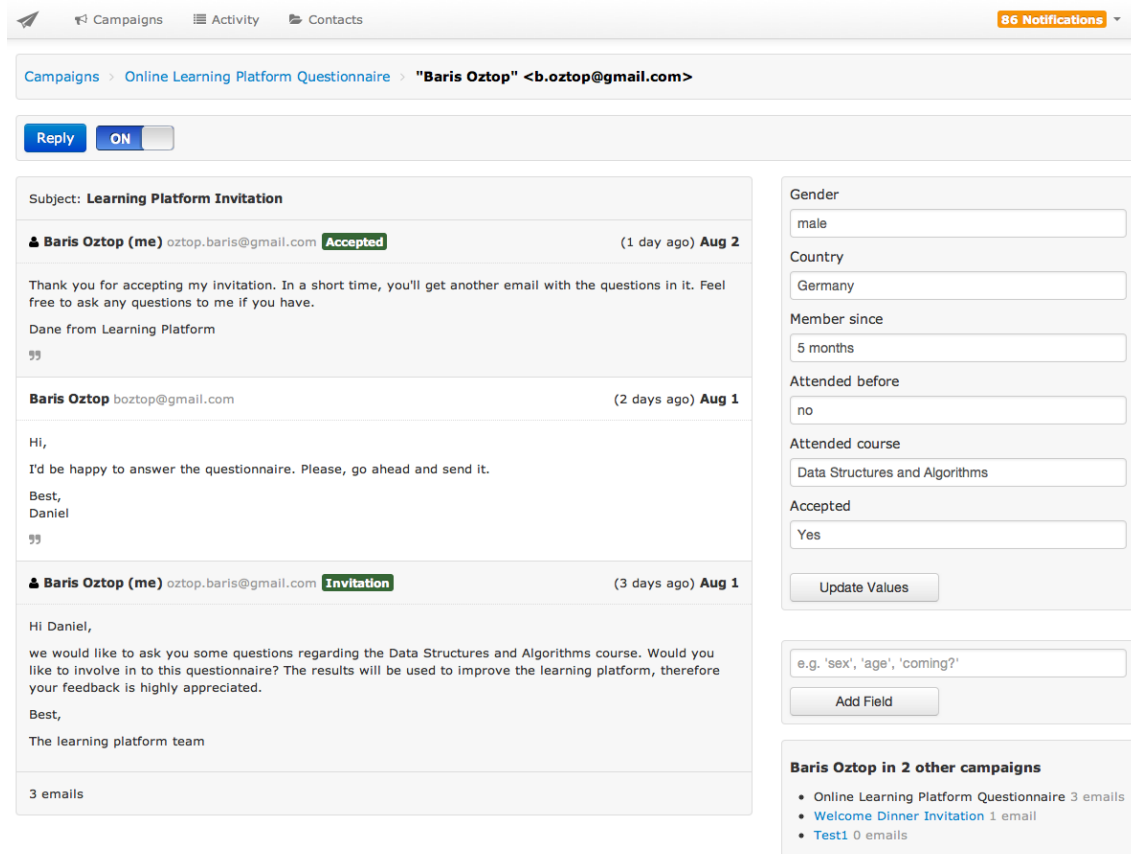 Campaigns Activity Contacts 86 Notifications
Campaigns > Online Learning Platform Questionnaire > "Baris Oztop" <b.oztop@gmail.com>
Reply ON
Subject: Learning Platform Invitation
Baris Oztop (me) oztop.baris@gmail.com Accepted (1 day ago) Aug 2
Thank you for accepting my invitation. In a short time, you'll get another email with the questions in it. Feel
free to ask any questions to me if you have.
Dane from Learning Platform
Baris Oztop boztop@gmail.com (2 days ago) Aug 1
Hi,
I'd be happy to answer the questionnaire. Please, go ahead and send it.
Best,
Daniel
Baris Oztop (me) oztop.baris@gmail.com Invitation (3 days ago) Aug 1
Hi Daniel,
we would like to ask you some questions regarding the Data Structures and Algorithms course. Would you
like to involve in to this questionnaire? The results will be used to improve the learning platform, therefore
your feedback is highly appreciated.
Best,
The learning platform team
3 emails
Gender
male
Country
Germany
Member since
5 months
Attended before
no
Attended course
Data Structures and Algorithms
Accepted
Yes
Update Values
e.g. 'sex', 'age', 'coming?'
Add Field
Baris Oztop in 2 other campaigns
• Online Learning Platform Questionnaire 3 emails
• Welcome Dinner Invitation 1 email
• Test1 0 emails